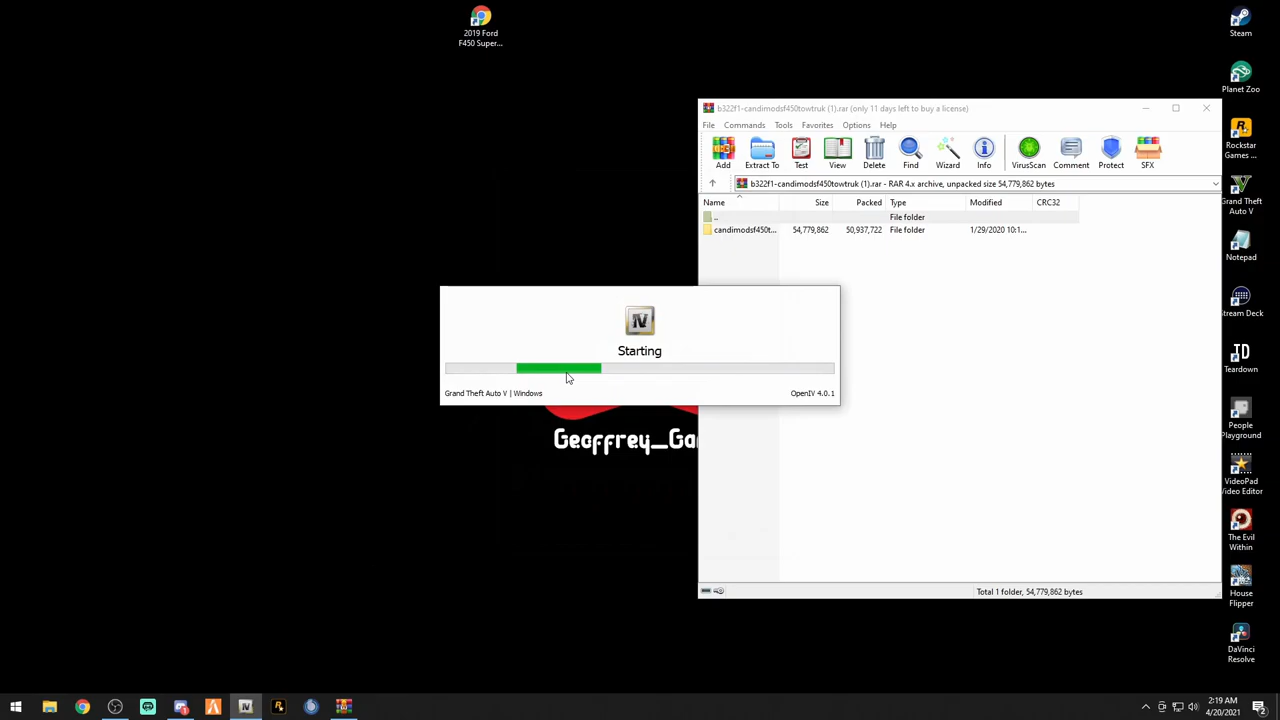 2019 Ford
F450 Super...
Steam
Planet Zoo
Rockstar
Games ...
Grand Theft
Auto V
Notepad
Stream Deck
Teardown
People
Playground
VideoPad
Video Editor
The Evil
Within
House
Flipper
DaVinci
Resolve
b322f1-candimodsf450towtruk (1).rar (only 11 days left to buy a license)
File Commands Tools Favorites Options Help
Add Extract To Test View Delete Find Wizard Info VirusScan Comment Protect SFX
b322f1-candimodsf450towtruk (1).rar - RAR 4.x archive, unpacked size 54,779,862 bytes
Name Size Packed Type Modified CRC32
.. File folder
candimodsf450t... 54,779,862 50,937,722 File folder 1/29/2020 10:1...
Total 1 folder, 54,779,862 bytes
IV
Starting
Grand Theft Auto V | Windows OpenIV 4.0.1
Geoffrey_Ga
2:19 AM
4/20/2021
2